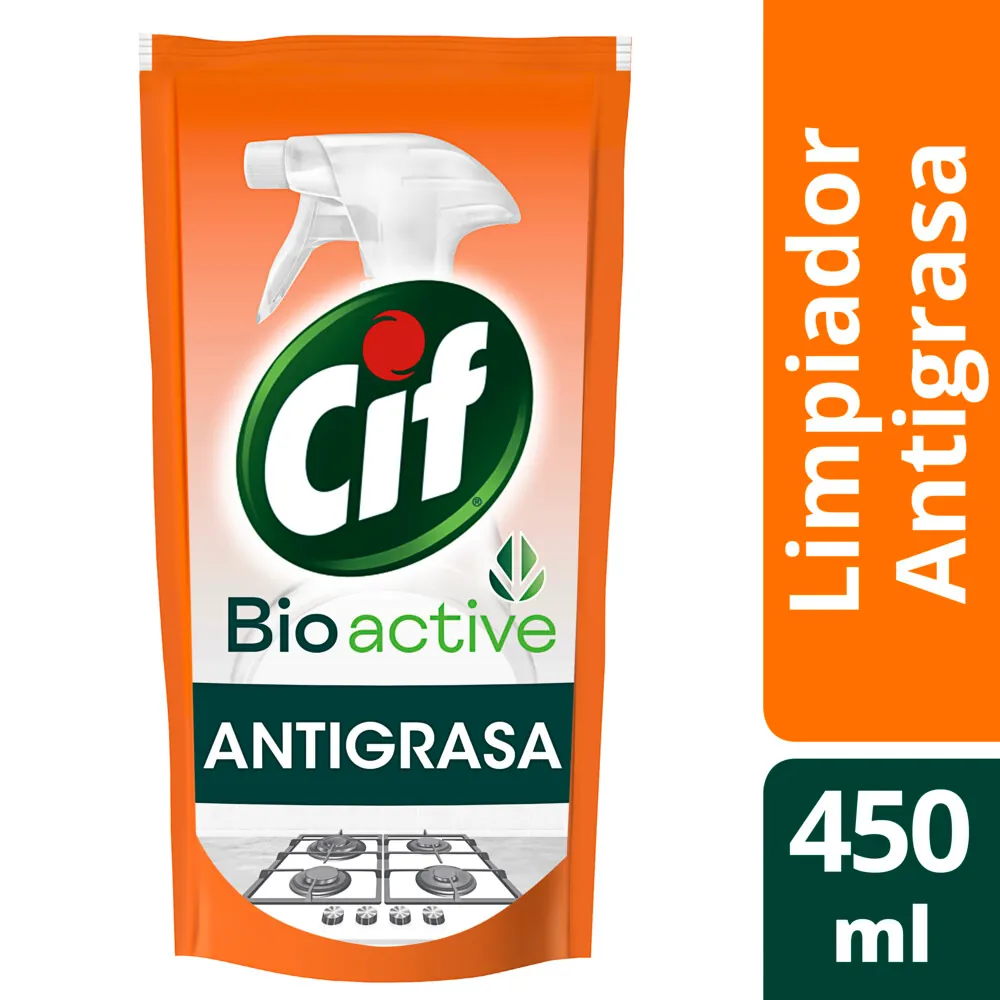 Cif
®
Bio active
ANTIGRASA
Limpiador
Antigrasa
450
ml